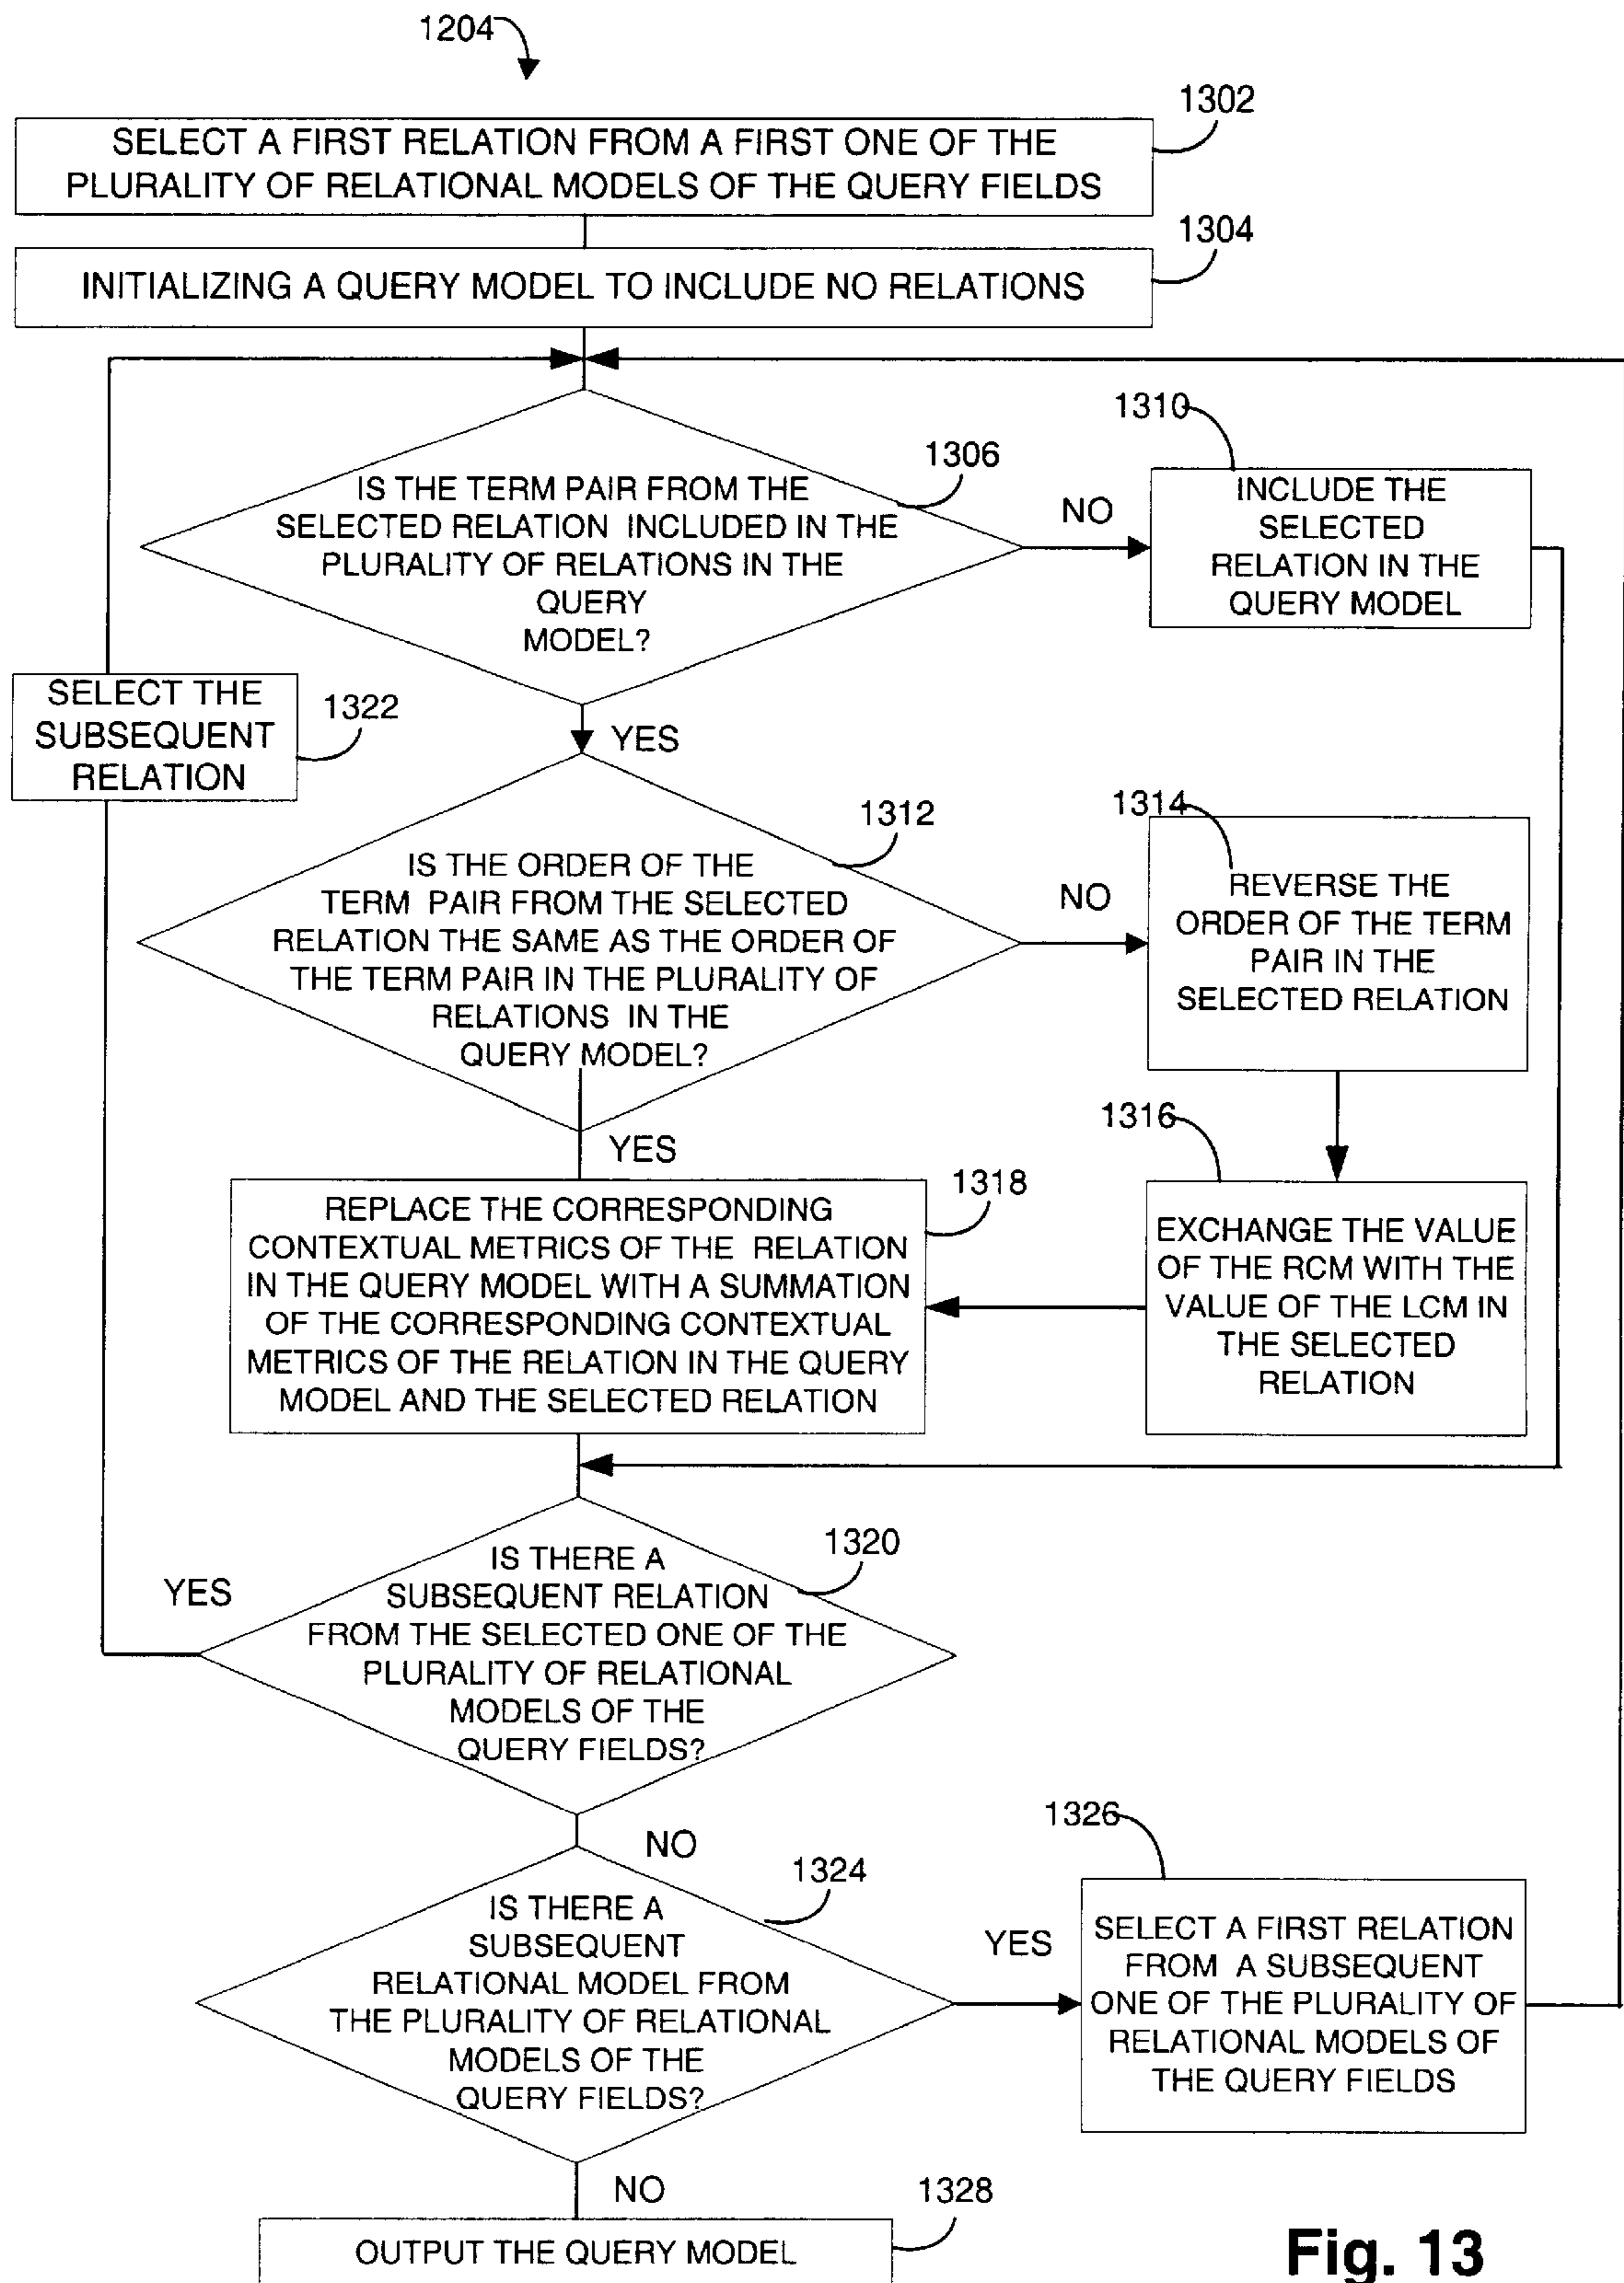 1204
1302
SELECT A FIRST RELATION FROM A FIRST ONE OF THE
PLURALITY OF RELATIONAL MODELS OF THE QUERY FIELDS
1304
INITIALIZING A QUERY MODEL TO INCLUDE NO RELATIONS
1306
IS THE TERM PAIR FROM THE
SELECTED RELATION INCLUDED IN THE
PLURALITY OF RELATIONS IN THE
QUERY
MODEL?
NO
1310
INCLUDE THE
SELECTED
RELATION IN THE
QUERY MODEL
SELECT THE
SUBSEQUENT
RELATION
1322
YES
1312
IS THE ORDER OF THE
TERM PAIR FROM THE SELECTED
RELATION THE SAME AS THE ORDER OF
THE TERM PAIR IN THE PLURALITY OF
RELATIONS IN THE
QUERY MODEL?
NO
1314
REVERSE THE
ORDER OF THE TERM
PAIR IN THE
SELECTED RELATION
YES
1316
EXCHANGE THE VALUE
OF THE RCM WITH THE
VALUE OF THE LCM IN
THE SELECTED
RELATION
1318
REPLACE THE CORRESPONDING
CONTEXTUAL METRICS OF THE RELATION
IN THE QUERY MODEL WITH A SUMMATION
OF THE CORRESPONDING CONTEXTUAL
METRICS OF THE RELATION IN THE QUERY
MODEL AND THE SELECTED RELATION
1320
IS THERE A
SUBSEQUENT RELATION
FROM THE SELECTED ONE OF THE
PLURALITY OF RELATIONAL
MODELS OF THE
QUERY FIELDS?
YES
NO
1324
IS THERE A
SUBSEQUENT
RELATIONAL MODEL FROM
THE PLURALITY OF RELATIONAL
MODELS OF THE
QUERY FIELDS?
YES
1326
SELECT A FIRST RELATION
FROM A SUBSEQUENT
ONE OF THE PLURALITY OF
RELATIONAL MODELS OF
THE QUERY FIELDS
NO
1328
OUTPUT THE QUERY MODEL
Fig. 13